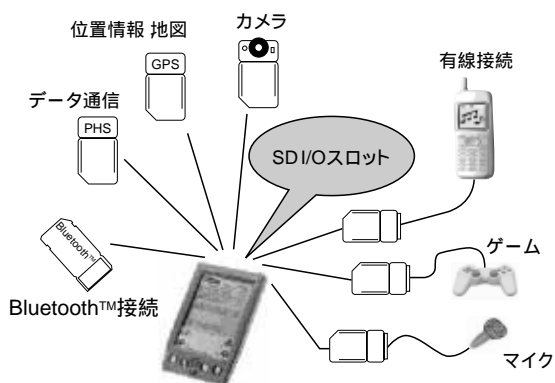 位置情報 地図
カメラ
GPS
有線接続
データ通信
PHS
SD I/Oスロット
Bluetooth™
ゲーム
Bluetooth™接続
マイク